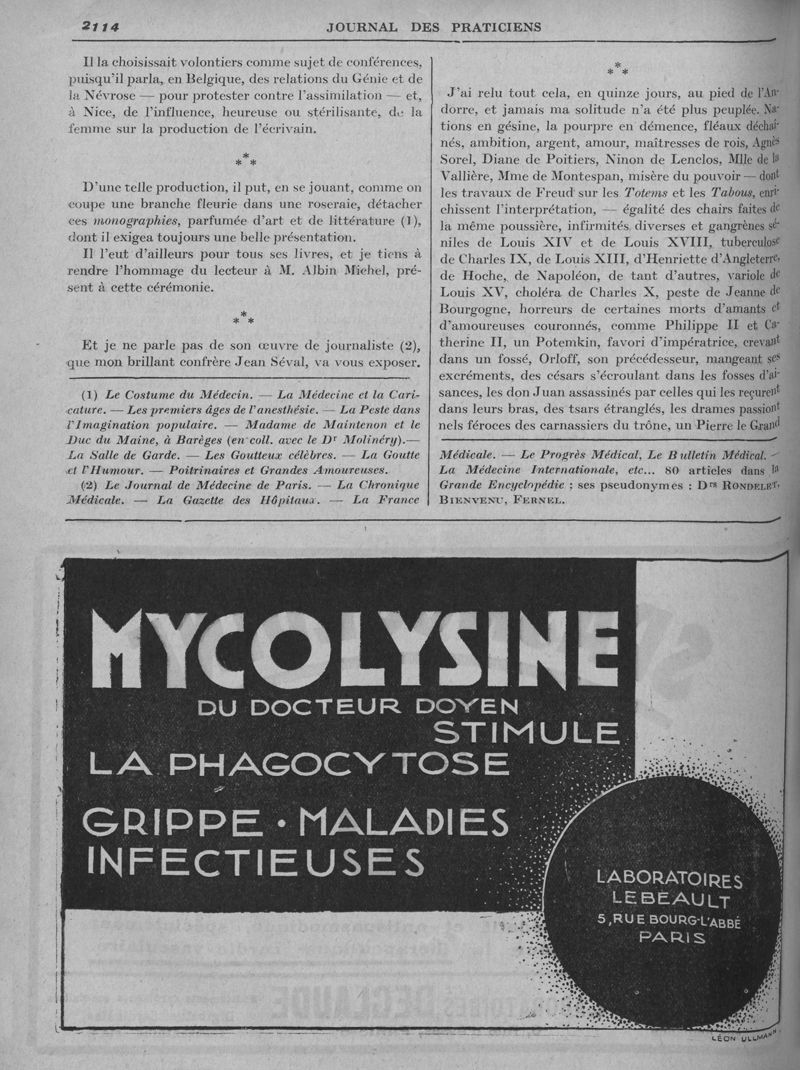 2114
JOURNAL DES PRATICIENS
Il la choisissait volontiers comme sujet de conférences,
puisqu'il parla, en Belgique, des relations du Génie et de
la Névrose — pour protester contre l'assimilation — et,
à Nice, de l'influence, heureuse ou stérilisante, de la
femme sur la production de l'écrivain.
* * *
D'une telle production, il put, en se jouant, comme on
coupe une branche fleurie dans une roseraie, détacher
ces monographies, parfumée d'art et de littérature (1),
dont il exigea toujours une belle présentation.
Il l'eut d'ailleurs pour tous ses livres, et je tiens à
rendre l'hommage du lecteur à M. Albin Michel, pré-
sent à cette cérémonie.
* * *
Et je ne parle pas de son œuvre de journaliste (2),
que mon brillant confrère Jean Séval, va vous exposer.
(1) Le Costume du Médecin. — La Médecine et la Cari-
cature. — Les premiers âges de l'anesthésie. — La Peste dans
l'Imagination populaire. — Madame de Maintenon et le
Duc du Maine, à Barèges (en coll. avec le Dr Molinéry).—
La Salle de Garde. — Les Goutteux célèbres. — La Goutte
et l'Humour. — Poitrinaires et Grandes Amoureuses.
(2) Le Journal de Médecine de Paris. — La Chronique
Médicale. — La Gazette des Hôpitaux. — La France
* * *
J'ai relu tout cela, en quinze jours, au pied de l'An-
dorre, et jamais ma solitude n'a été plus peuplée. Na-
tions en gésine, la pourpre en démence, fléaux déchaî-
nés, ambition, argent, amour, maîtresses de rois, Agnès
Sorel, Diane de Poitiers, Ninon de Lenclos, Mlle de la
Vallière, Mme de Montespan, misère du pouvoir — dont
les travaux de Freud sur les Totems et les Tabous, enri-
chissent l'interprétation, — égalité des chairs faites de
la même poussière, infirmités diverses et gangrènes sé-
niles de Louis XIV et de Louis XVIII, tuberculose
de Charles IX, de Louis XIII, d'Henriette d'Angleterre,
de Hoche, de Napoléon, de tant d'autres, variole de
Louis XV, choléra de Charles X, peste de Jeanne de
Bourgogne, horreurs de certaines morts d'amants et
d'amoureuses couronnés, comme Philippe II et Ca-
therine II, un Potemkin, favori d'impératrice, crevant
dans un fossé, Orloff, son précédesseur, mangeant ses
excréments, des césars s'écroulant dans les fosses d'ai-
sances, les don Juan assassinés par celles qui les reçurent
dans leurs bras, des tsars étranglés, les drames passion-
nels féroces des carnassiers du trône, un Pierre le Grand
Médicale. — Le Progrès Médical, Le Bulletin Médical. —
La Médecine Internationale, etc... 80 articles dans la
Grande Encyclopédie ; ses pseudonymes : Drs RONDELET,
BIENVENU, FERNEL.
MYCOLYSINE
DU DOCTEUR DOYEN
STIMULE
LA PHAGOCYTOSE
GRIPPE • MALADIES
INFECTIEUSES
LABORATOIRES
LEBEAULT
5, RUE BOURG-L'ABBÉ
PARIS
LÉON ULLMANN